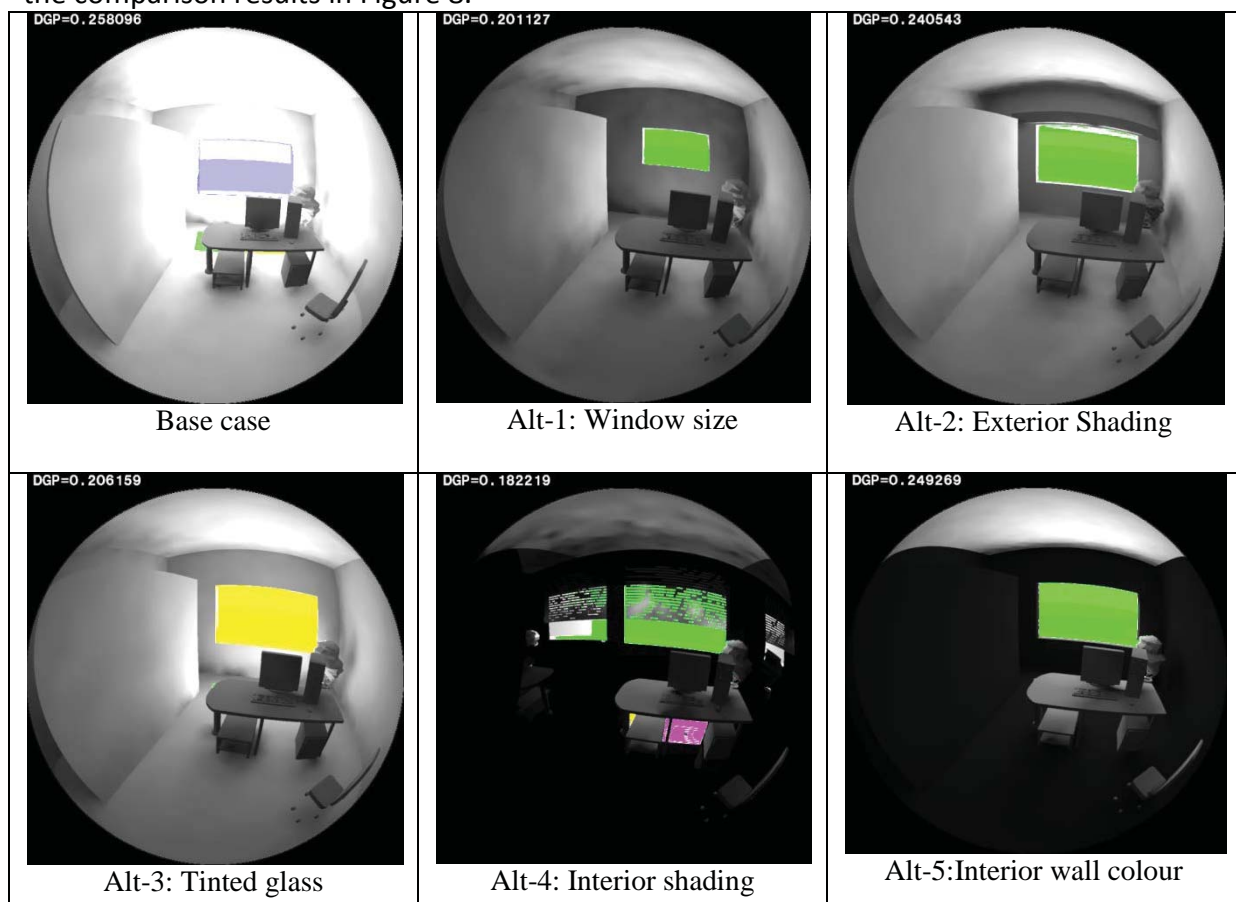 the comparison results in Figure 8.
DGP=0.258096
DGP=0.201127
DGP=0.240543
Base case
Alt-1: Window size
Alt-2: Exterior Shading
DGP=0.206159
DGP=0.182219
DGP=0.249269
Alt-3: Tinted glass
Alt-4: Interior shading
Alt-5:Interior wall colour